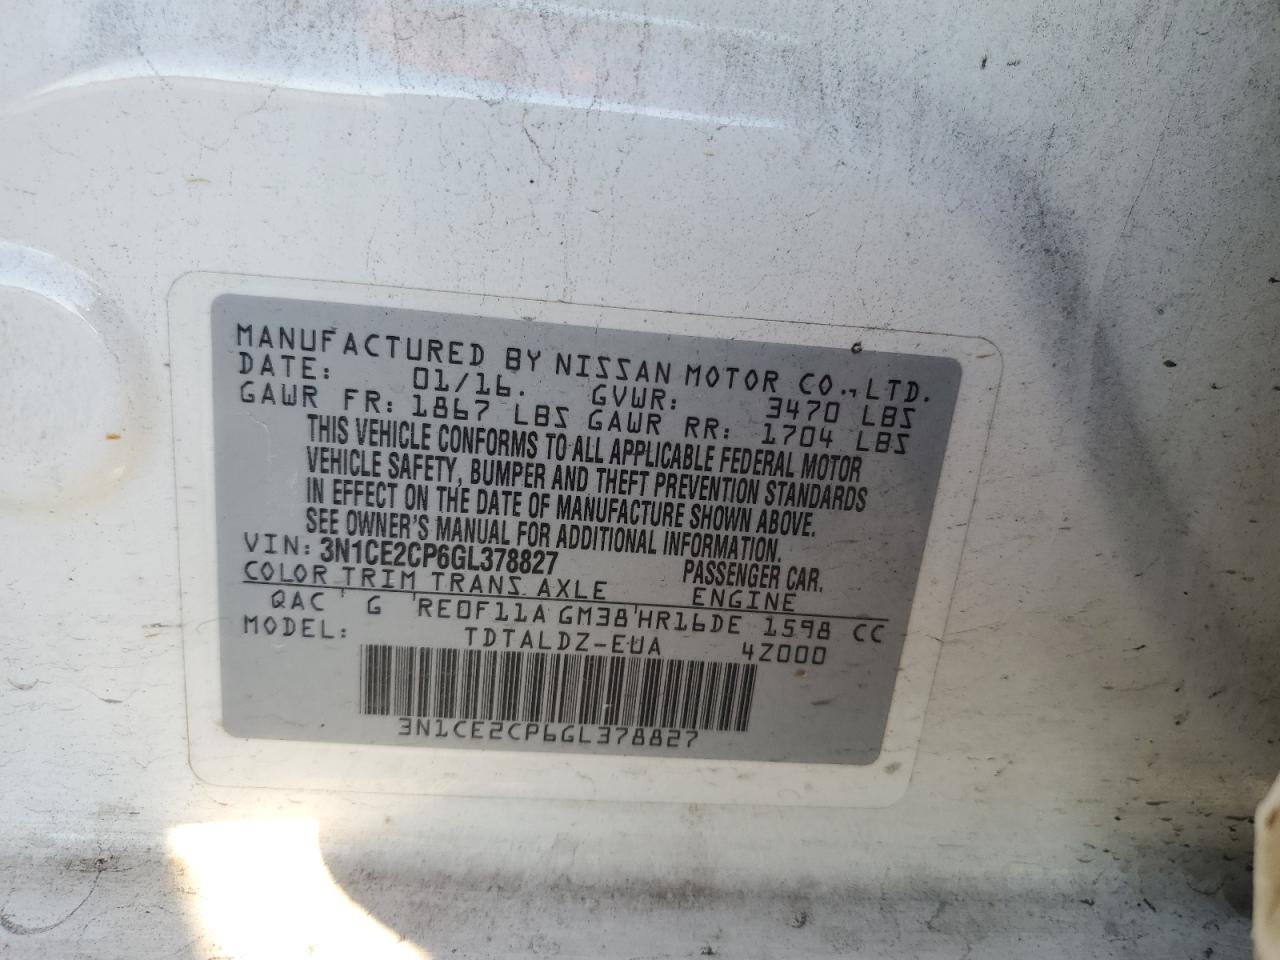 MANUFACTURED BY NISSAN MOTOR CO., LTD.
DATE: 01/16. GVWR: 3470 LBS
GAWR FR: 1867 LBS GAWR RR: 1704 LBS
THIS VEHICLE CONFORMS TO ALL APPLICABLE FEDERAL MOTOR
VEHICLE SAFETY, BUMPER AND THEFT PREVENTION STANDARDS
IN EFFECT ON THE DATE OF MANUFACTURE SHOWN ABOVE.
SEE OWNER'S MANUAL FOR ADDITIONAL INFORMATION.
VIN: 3N1CE2CP6GL378827 PASSENGER CAR.
COLOR TRIM TRANS AXLE ENGINE
QAC ' G 'RE0F11A GM38'HR16DE 1598 CC
MODEL: TDTALDZ-EUA 4Z000
3N1CE2CP6GL378827